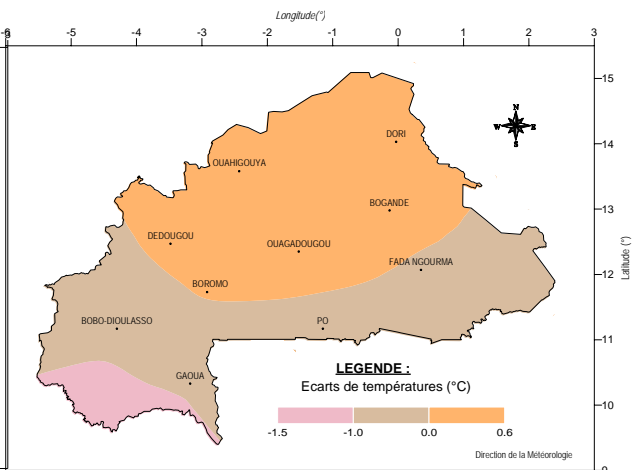 Longitude(°)
-6 -5 -4 -3 -2 -1 0 1 2 3
-15
N
W E
S
DORI
-14
OUAHIGOUYA
BOGANDE
-13
DEDOUGOU
OUAGADOUGOU
FADA NGOURMA
Latitude (°)
-12
BOROMO
BOBO-DIOULASSO
PO
-11
LEGENDE :
GAOUA
Ecarts de températures (°C)
-10
-1.5 -1.0 0.0 0.6
Direction de la Météorologie